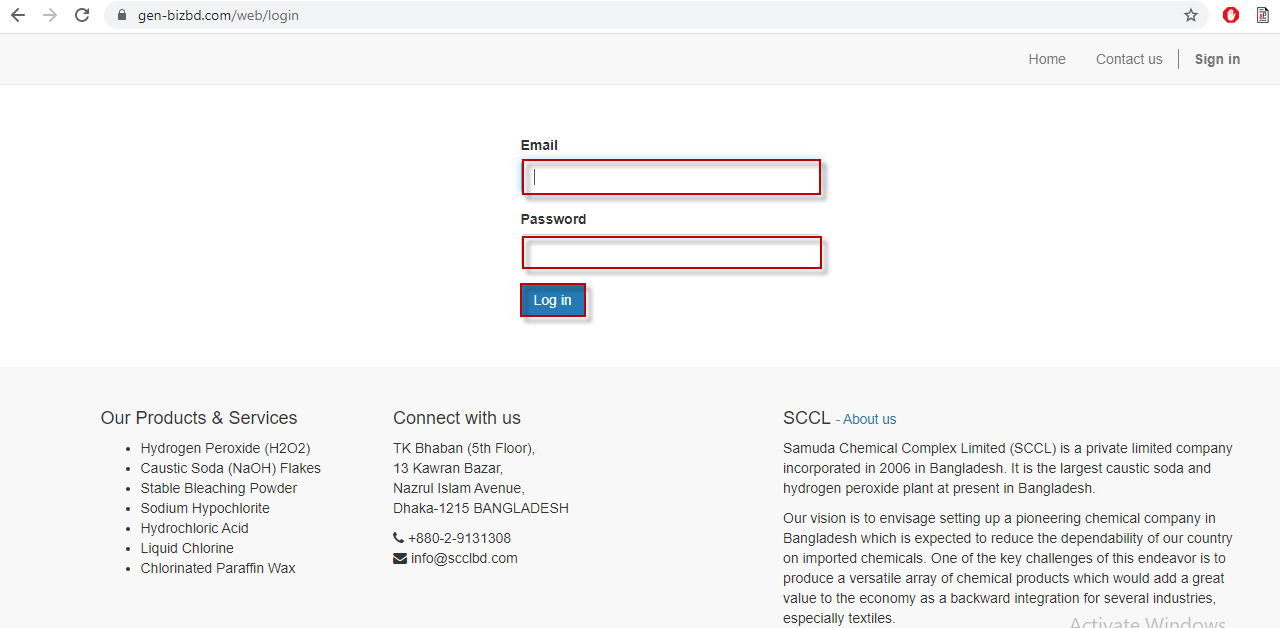 gen-bizbd.com/web/login
Home Contact us Sign in
Email
Password
Log in
Our Products & Services
Hydrogen Peroxide (H2O2)
Caustic Soda (NaOH) Flakes
Stable Bleaching Powder
Sodium Hypochlorite
Hydrochloric Acid
Liquid Chlorine
Chlorinated Paraffin Wax
Connect with us
TK Bhaban (5th Floor),
13 Kawran Bazar,
Nazrul Islam Avenue,
Dhaka-1215 BANGLADESH
+880-2-9131308
info@scclbd.com
SCCL - About us
Samuda Chemical Complex Limited (SCCL) is a private limited company
incorporated in 2006 in Bangladesh. It is the largest caustic soda and
hydrogen peroxide plant at present in Bangladesh.
Our vision is to envisage setting up a pioneering chemical company in
Bangladesh which is expected to reduce the dependability of our country
on imported chemicals. One of the key challenges of this endeavor is to
produce a versatile array of chemical products which would add a great
value to the economy as a backward integration for several industries,
especially textiles.
Activate Windows